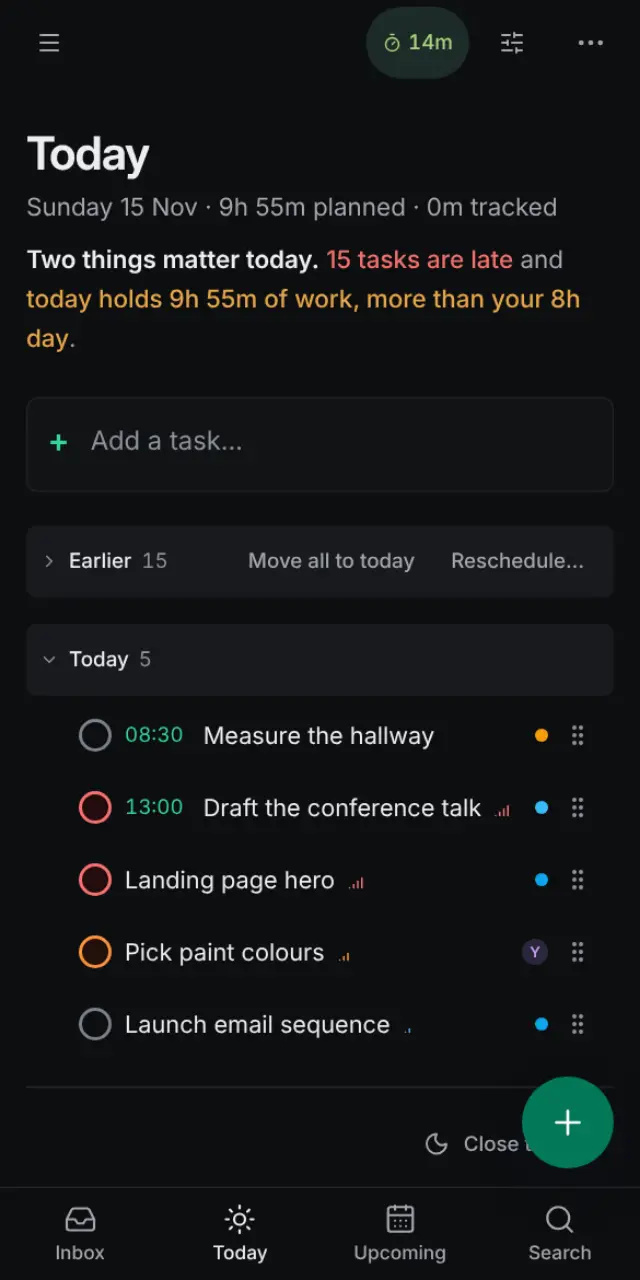 14m
Today
Sunday 15 Nov · 9h 55m planned · 0m tracked
Two things matter today. 15 tasks are late and
today holds 9h 55m of work, more than your 8h
day.
+ Add a task...
Earlier 15 Move all to today Reschedule...
Today 5
08:30 Measure the hallway
13:00 Draft the conference talk
Landing page hero
Pick paint colours Y
Launch email sequence
Close
Inbox Today Upcoming Search